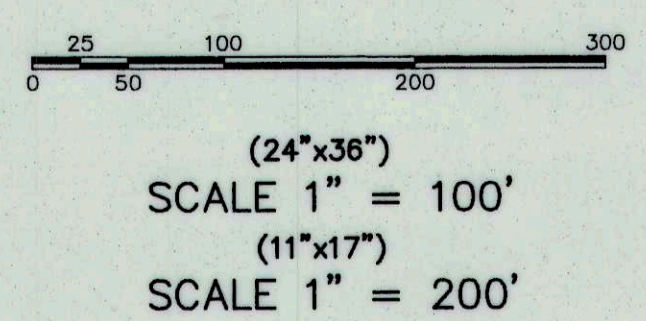 25 100 300
0 50 200
(24"x36")
SCALE 1" = 100'
(11"x17")
SCALE 1" = 200'